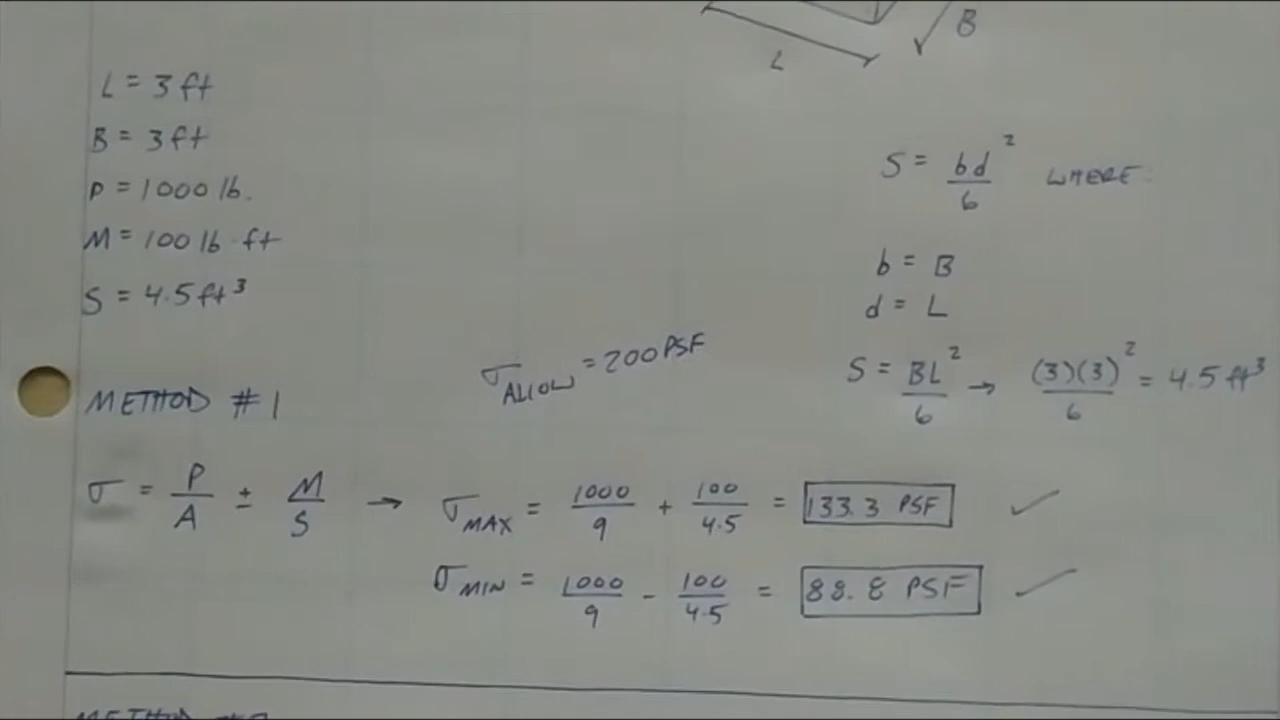 B
L
L = 3 ft
B = 3 ft
P = 1000 lb.
M = 100 lb·ft
S = 4.5 ft³
S = bd²/6 WHERE:
b = B
d = L
S = BL²/6 → (3)(3)²/6 = 4.5 ft³
σALLOW = 200 PSF
METHOD #1
σ = P/A ± M/S → σMAX = 1000/9 + 100/4.5 = 133.3 PSF ✓
σMIN = 1000/9 - 100/4.5 = 88.8 PSF ✓
METHOD